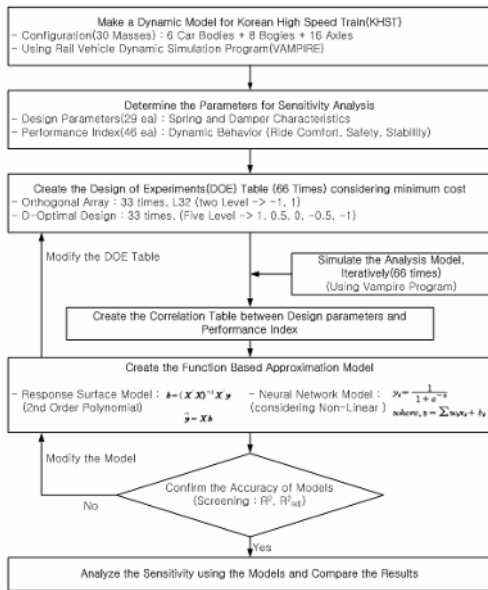 Make a Dynamic Model for Korean High Speed Train(KHST)
- Configuration(30 Masses) : 6 Car Bodies + 8 Bogies + 16 Axles
- Using Rail Vehicle Dynamic Simulation Program(VAMPIRE)
Determine the Parameters for Sensitivity Analysis
- Design Parameters(29 ea) : Spring and Damper Characteristics
- Performance Index(46 ea) : Dynamic Behavior (Ride Comfort, Safety, Stability)
Create the Design of Experiments(DOE) Table (66 Times) considering minimum cost
- Orthogonal Array : 33 times, L32 (two Level -> -1, 1)
- D-Optimal Design : 33 times, (Five Level -> 1, 0.5, 0, -0.5, -1)
Modify the DOE Table
Simulate the Analysis Model,
Iteratively(66 times)
(Using Vampire Program)
Create the Correlation Table between Design parameters and
Performance Index
Create the Function Based Approximation Model
- Response Surface Model : b=(X'X)⁻¹X'y
(2nd Order Polynomial)
ŷ=Xb
- Neural Network Model :
(considering Non-Linear )
Modify the Model
Confirm the Accuracy of Models
(Screening : R², R²adj)
No
Yes
Analyze the Sensitivity using the Models and Compare the Results